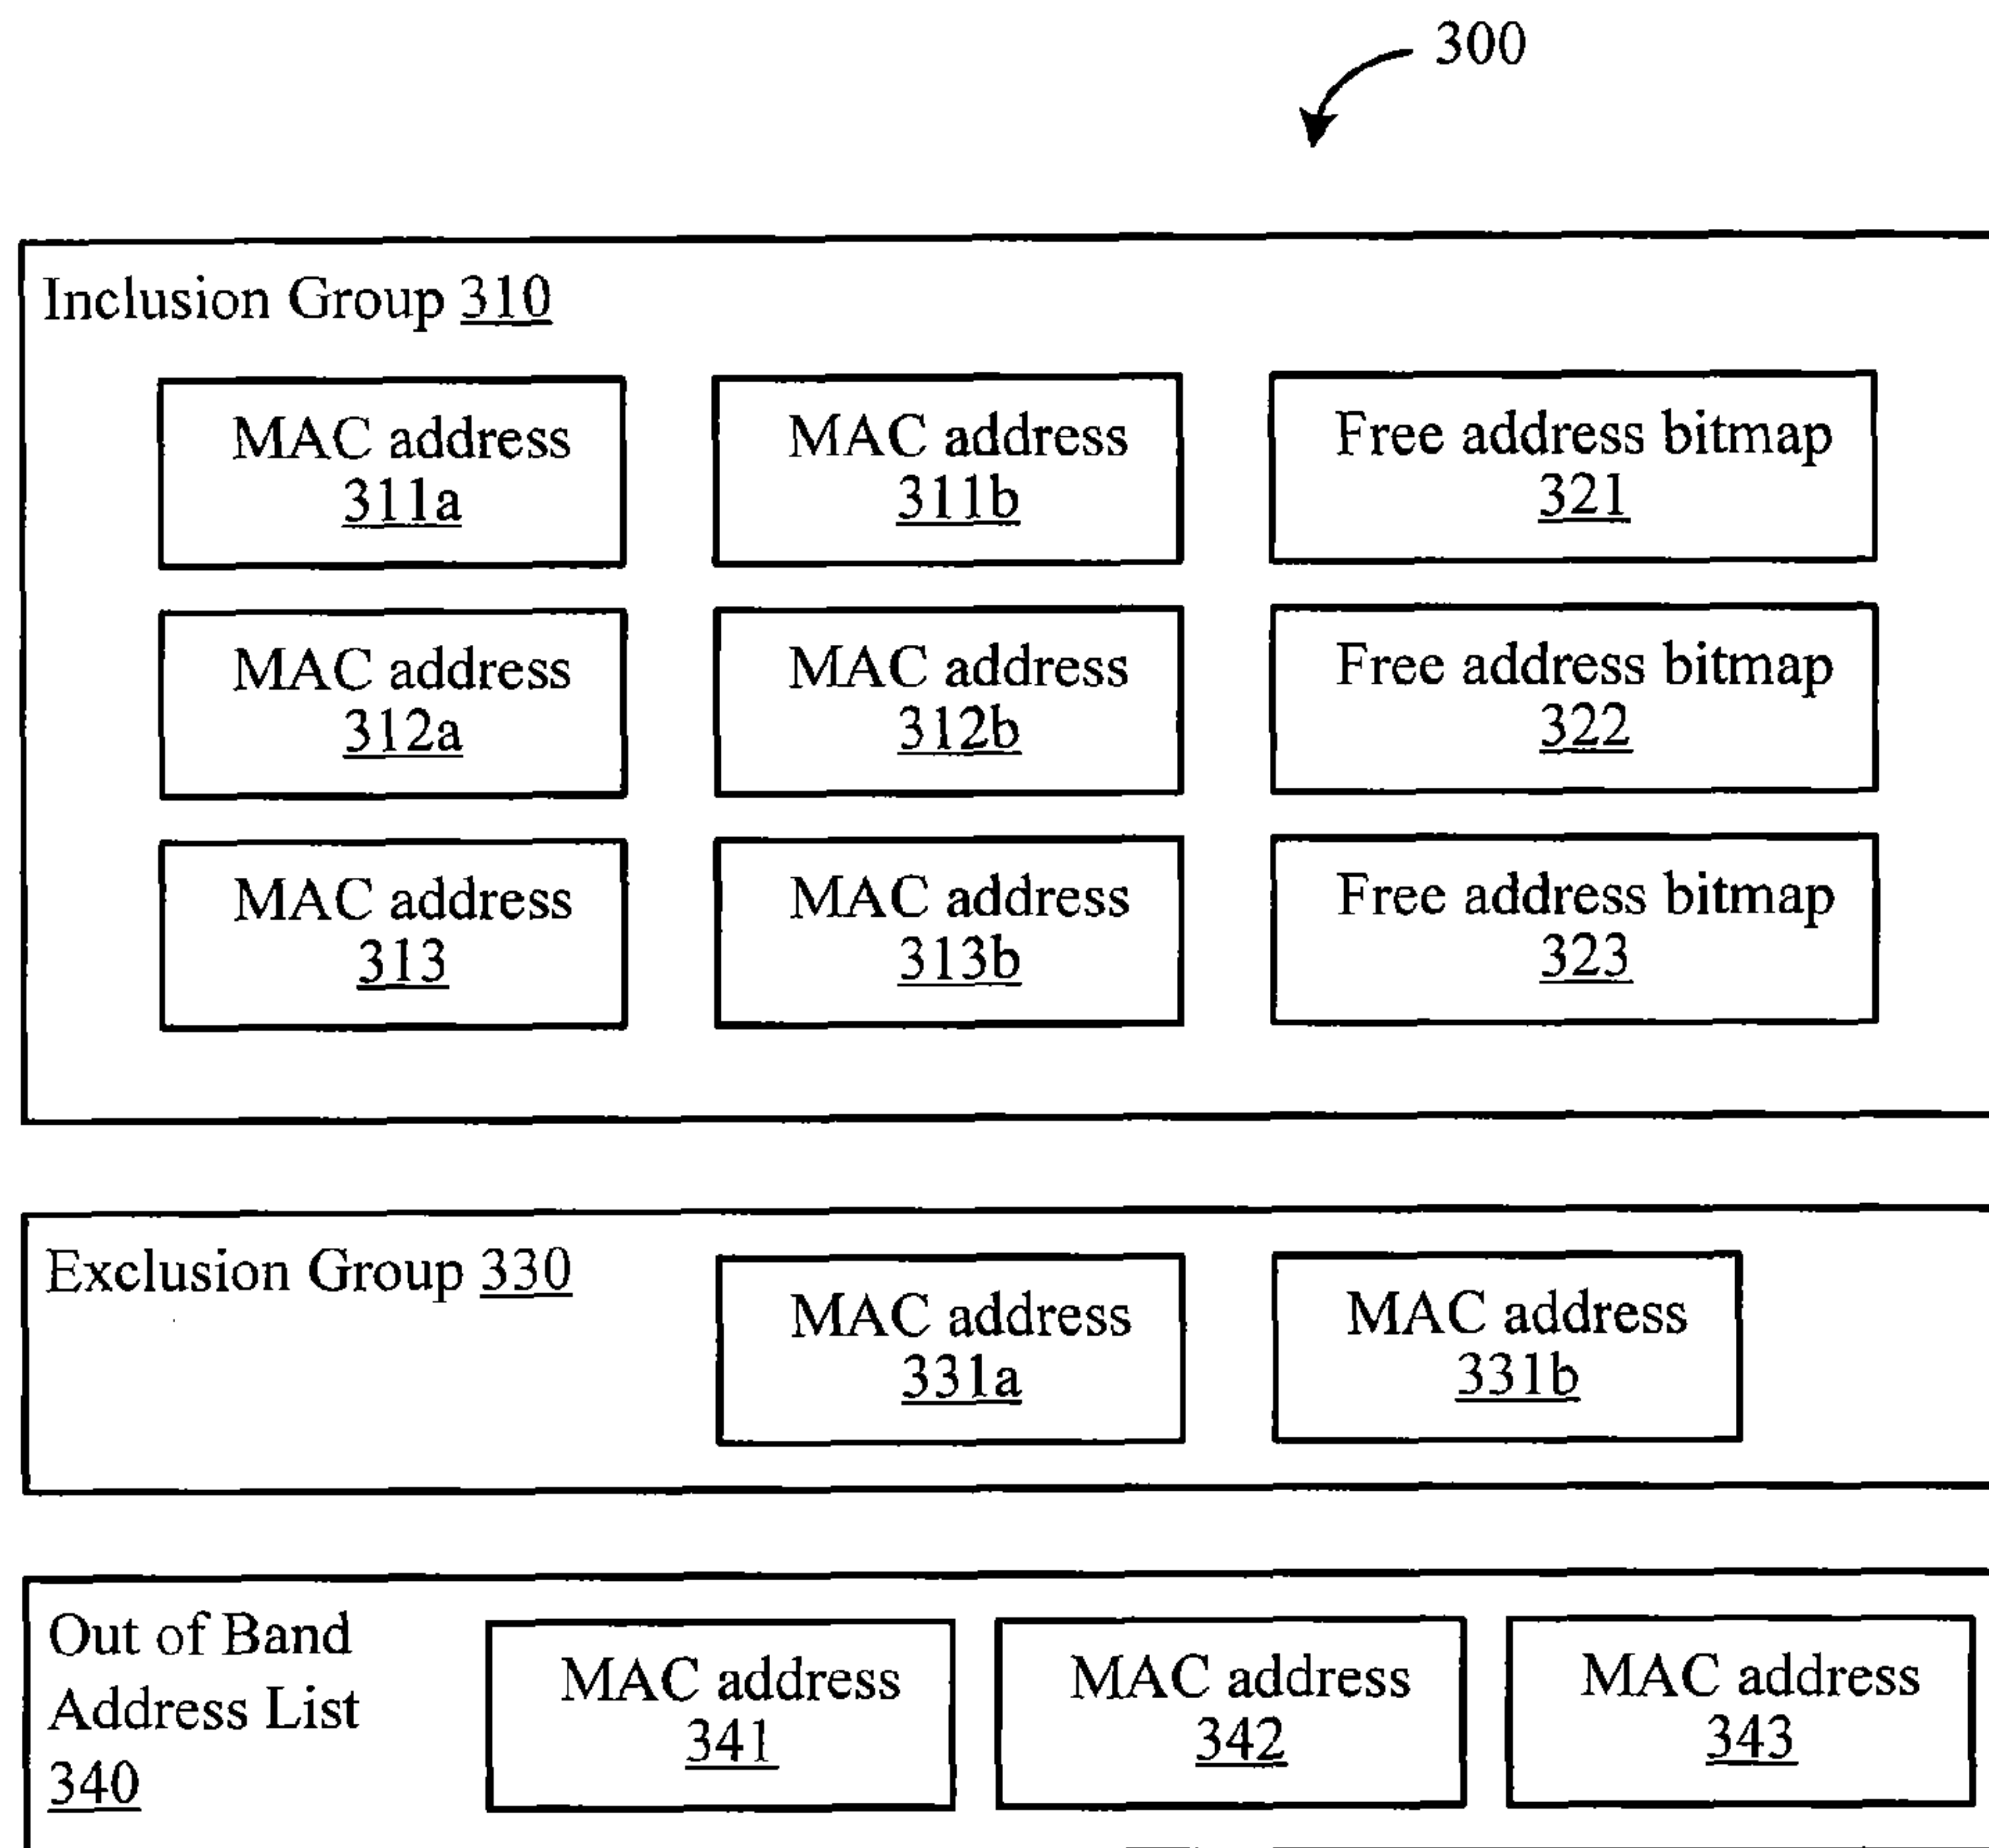 300
Inclusion Group 310
MAC address
311a
MAC address
311b
Free address bitmap
321
MAC address
312a
MAC address
312b
Free address bitmap
322
MAC address
313
MAC address
313b
Free address bitmap
323
Exclusion Group 330
MAC address
331a
MAC address
331b
Out of Band
Address List
340
MAC address
341
MAC address
342
MAC address
343